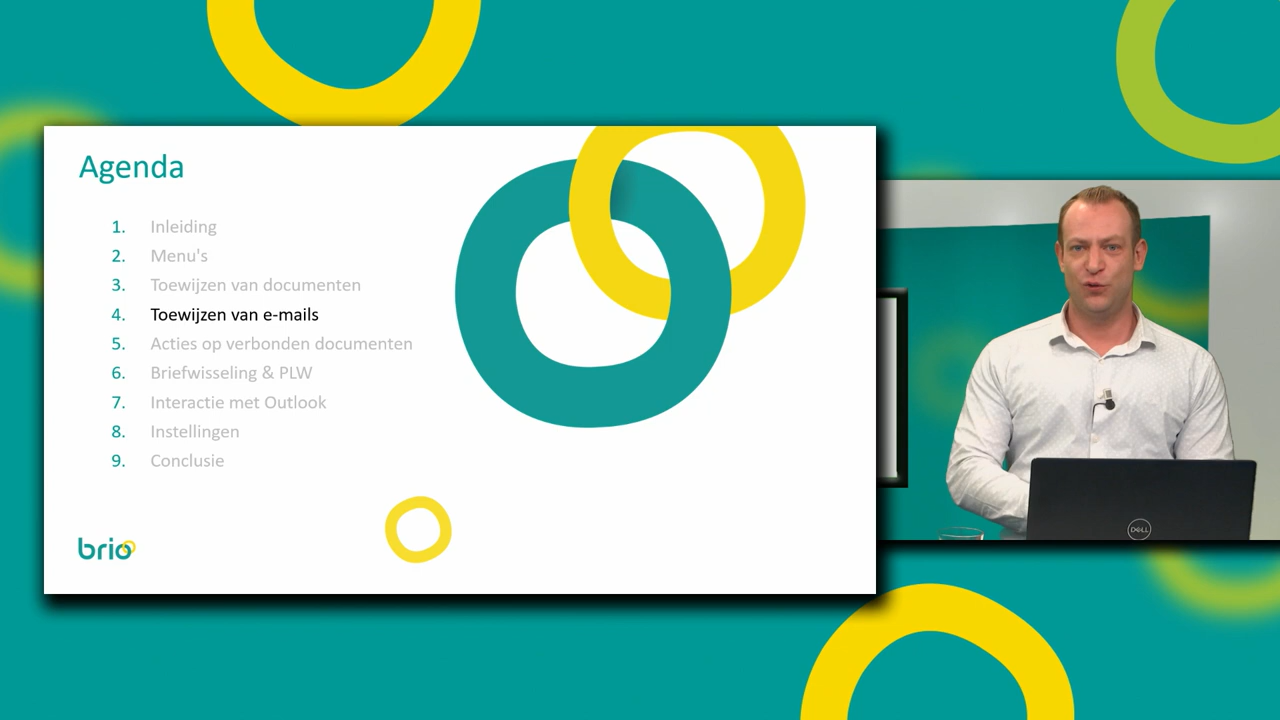 Agenda
1. Inleiding
2. Menu's
3. Toewijzen van documenten
4. Toewijzen van e-mails
5. Acties op verbonden documenten
6. Briefwisseling & PLW
7. Interactie met Outlook
8. Instellingen
9. Conclusie
brio
DELL